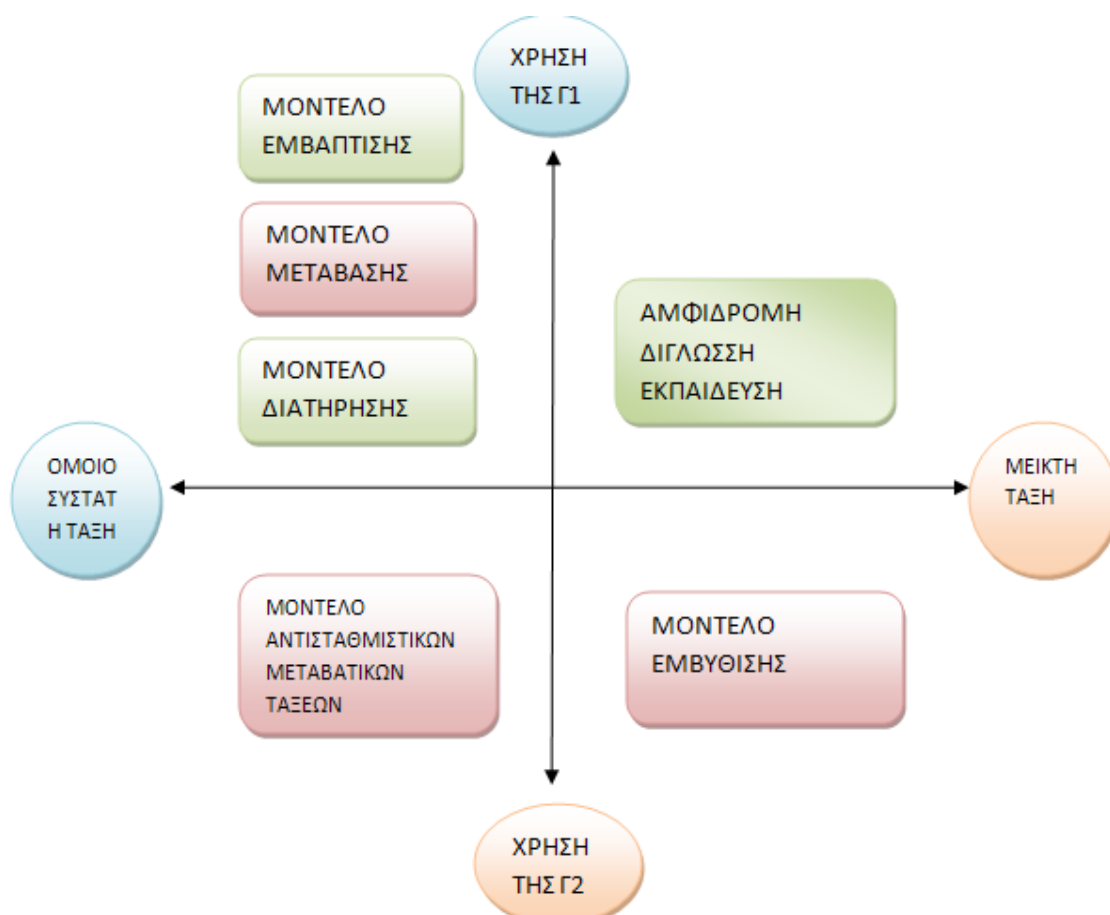 ΧΡΗΣΗ
ΤΗΣ Γ1
ΜΟΝΤΕΛΟ
ΕΜΒΑΠΤΙΣΗΣ
ΜΟΝΤΕΛΟ
ΜΕΤΑΒΑΣΗΣ
ΑΜΦΙΔΡΟΜΗ
ΔΙΓΛΩΣΣΗ
ΕΚΠΑΙΔΕΥΣΗ
ΜΟΝΤΕΛΟ
ΔΙΑΤΗΡΗΣΗΣ
ΟΜΟΙΟ
ΣΥΣΤΑΤ
Η ΤΑΞΗ
ΜΕΙΚΤΗ
ΤΑΞΗ
ΜΟΝΤΕΛΟ
ΑΝΤΙΣΤΑΘΜΙΣΤΙΚΩΝ
ΜΕΤΑΒΑΤΙΚΩΝ
ΤΑΞΕΩΝ
ΜΟΝΤΕΛΟ
ΕΜΒΥΘΙΣΗΣ
ΧΡΗΣΗ
ΤΗΣ Γ2